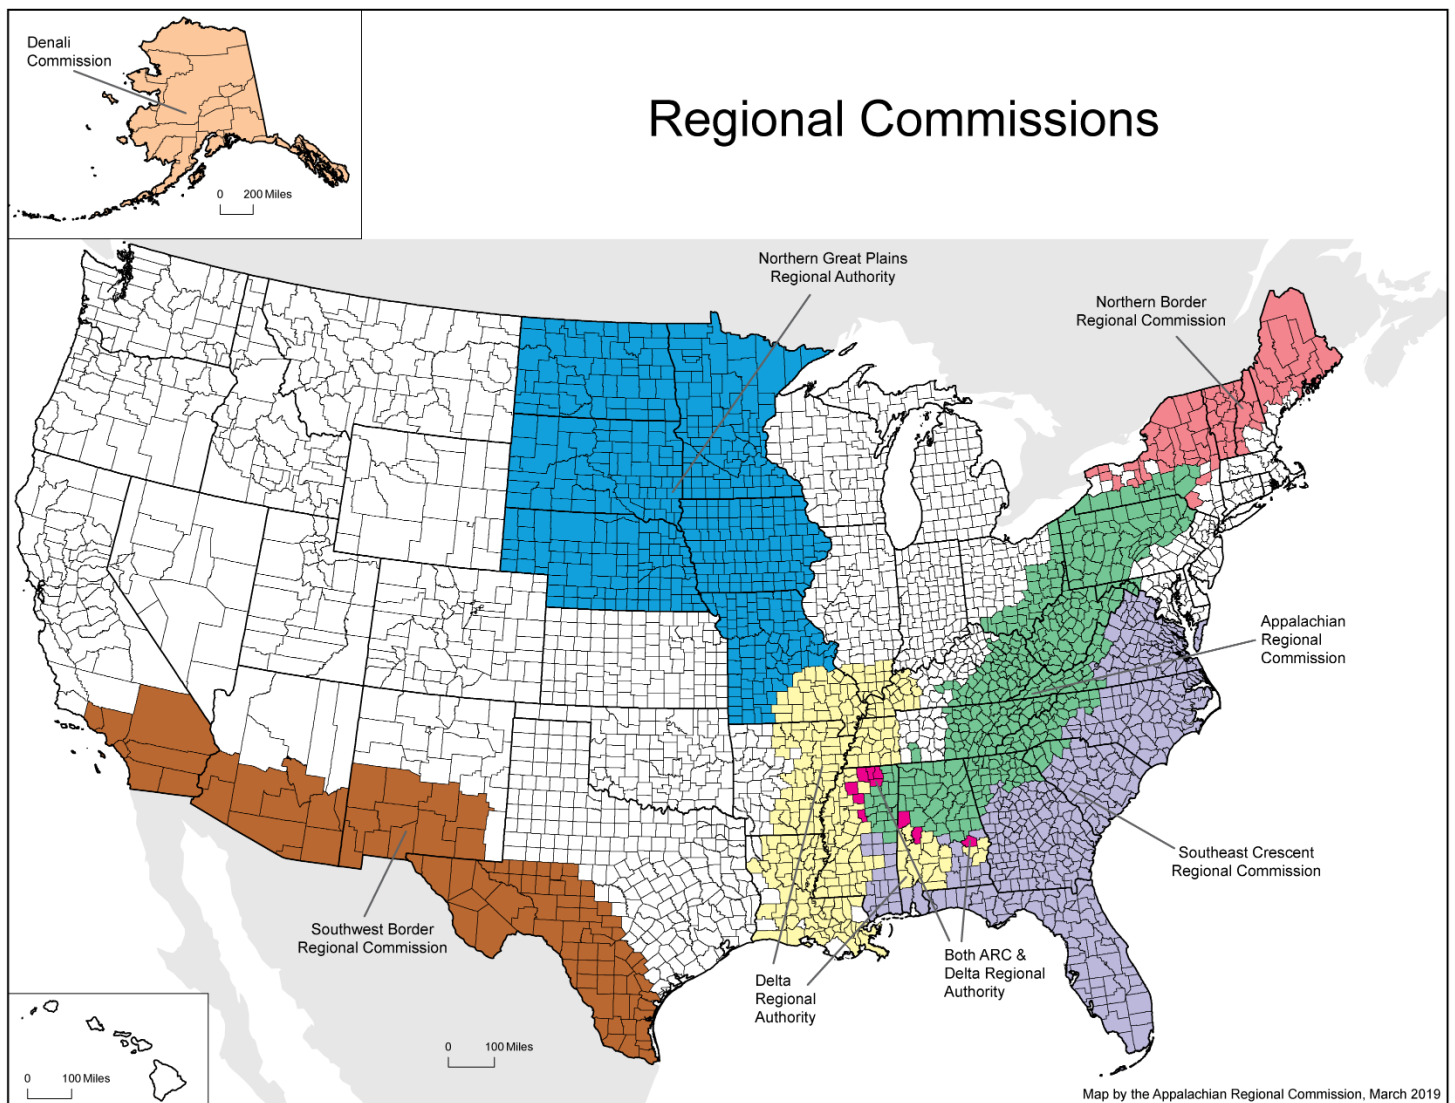 Denali
Commission
Regional Commissions
0 200 Miles
Northern Great Plains
Regional Authority
Northern Border
Regional Commission
Appalachian
Regional
Commission
Southeast Crescent
Regional Commission
Southwest Border
Regional Commission
Delta
Regional
Authority
Both ARC &
Delta Regional
Authority
0 100 Miles
0 100 Miles
Map by the Appalachian Regional Commission, March 2019